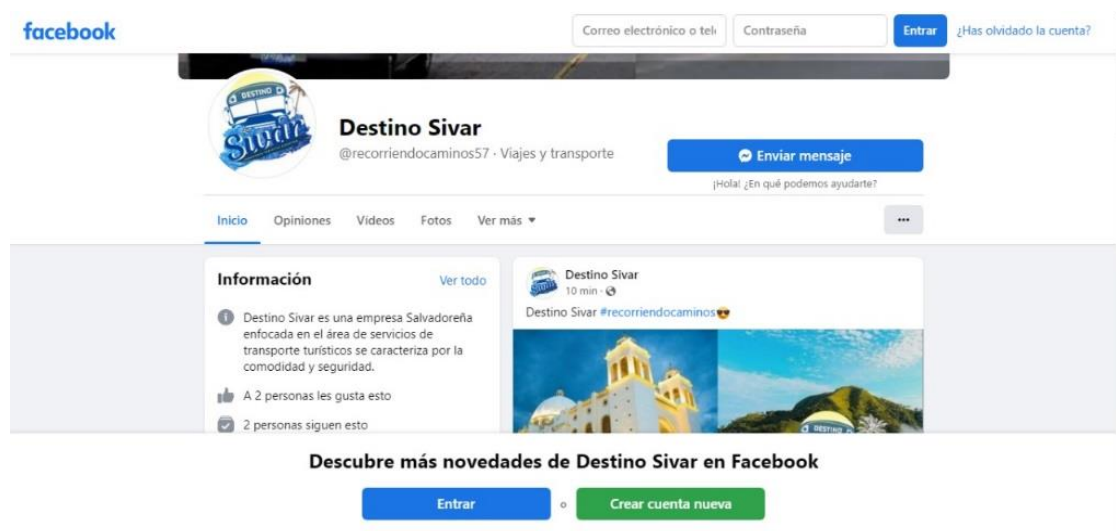 facebook
Correo electrónico o telé
Contraseña
Entrar
¿Has olvidado la cuenta?
DESTINO
Sivar
Destino Sivar
@recorriendocaminos57 · Viajes y transporte
Enviar mensaje
¡Hola! ¿En qué podemos ayudarte?
Inicio
Opiniones
Vídeos
Fotos
Ver más
Información
Ver todo
Destino Sivar es una empresa Salvadoreña
enfocada en el área de servicios de
transporte turísticos se caracteriza por la
comodidad y seguridad.
A 2 personas les gusta esto
2 personas siguen esto
Destino Sivar
10 min ·
Destino Sivar #recorriendocaminos😎
DESTINO
Descubre más novedades de Destino Sivar en Facebook
Entrar
o
Crear cuenta nueva